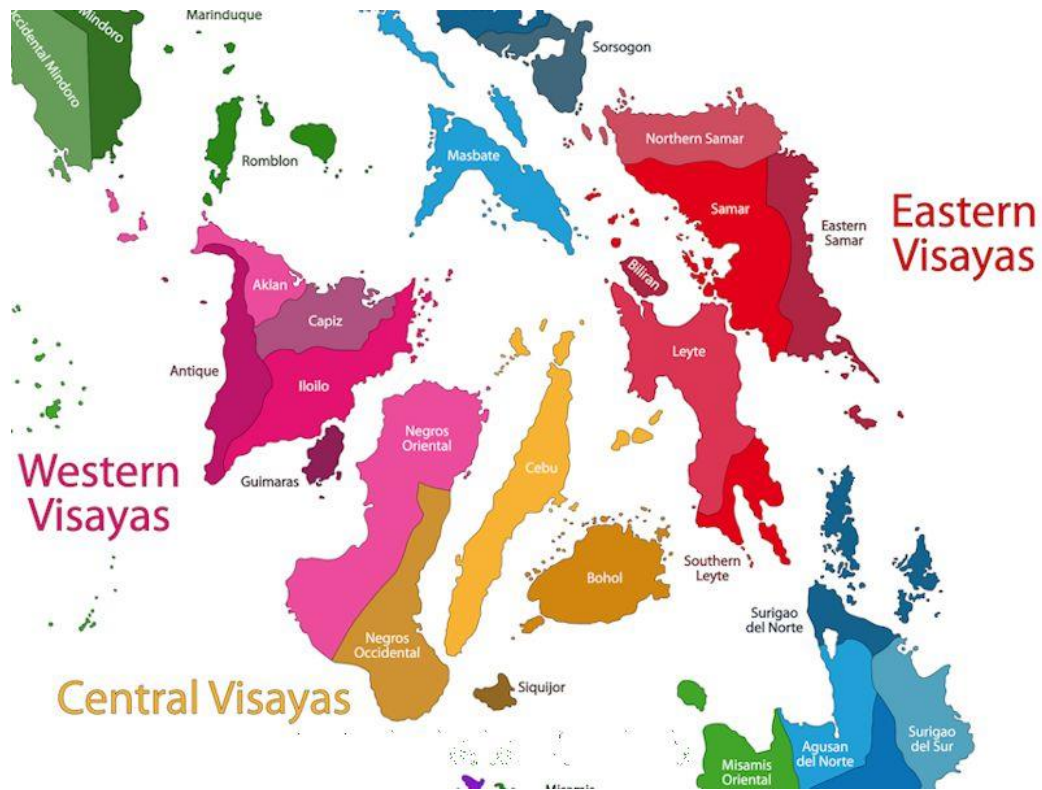 Marinduque
Mindoro
Occidental Mindoro
Sorsogon
Romblon
Masbate
Northern Samar
Samar
Eastern
Samar
Eastern
Visayas
Biliran
Aklan
Capiz
Antique
Iloilo
Leyte
Negros
Oriental
Cebu
Guimaras
Western
Visayas
Bohol
Southern
Leyte
Surigao
del Norte
Negros
Occidental
Siquijor
Central Visayas
Agusan
del Norte
Surigao
del Sur
Misamis
Oriental
Misamis